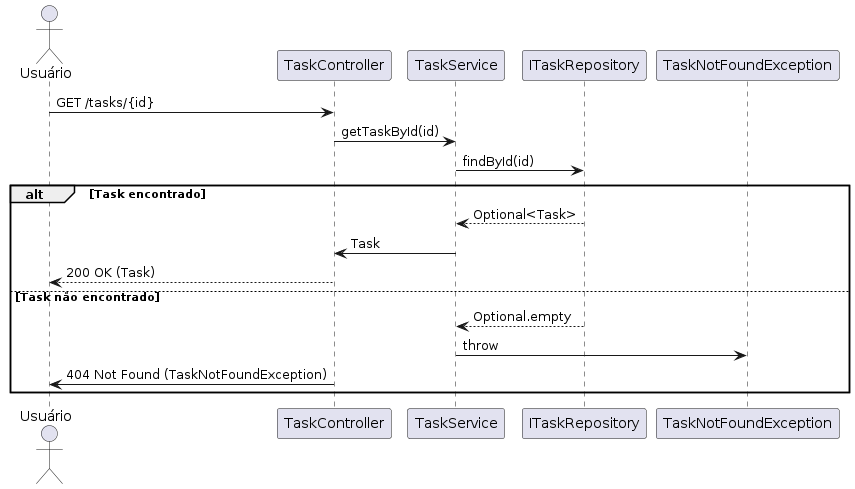 Usuário
TaskController
TaskService
ITaskRepository
TaskNotFoundException
GET /tasks/{id}
getTaskById(id)
findById(id)
alt
[Task encontrado]
Optional<Task>
Task
200 OK (Task)
[Task não encontrado]
Optional.empty
throw
404 Not Found (TaskNotFoundException)
Usuário
TaskController
TaskService
ITaskRepository
TaskNotFoundException